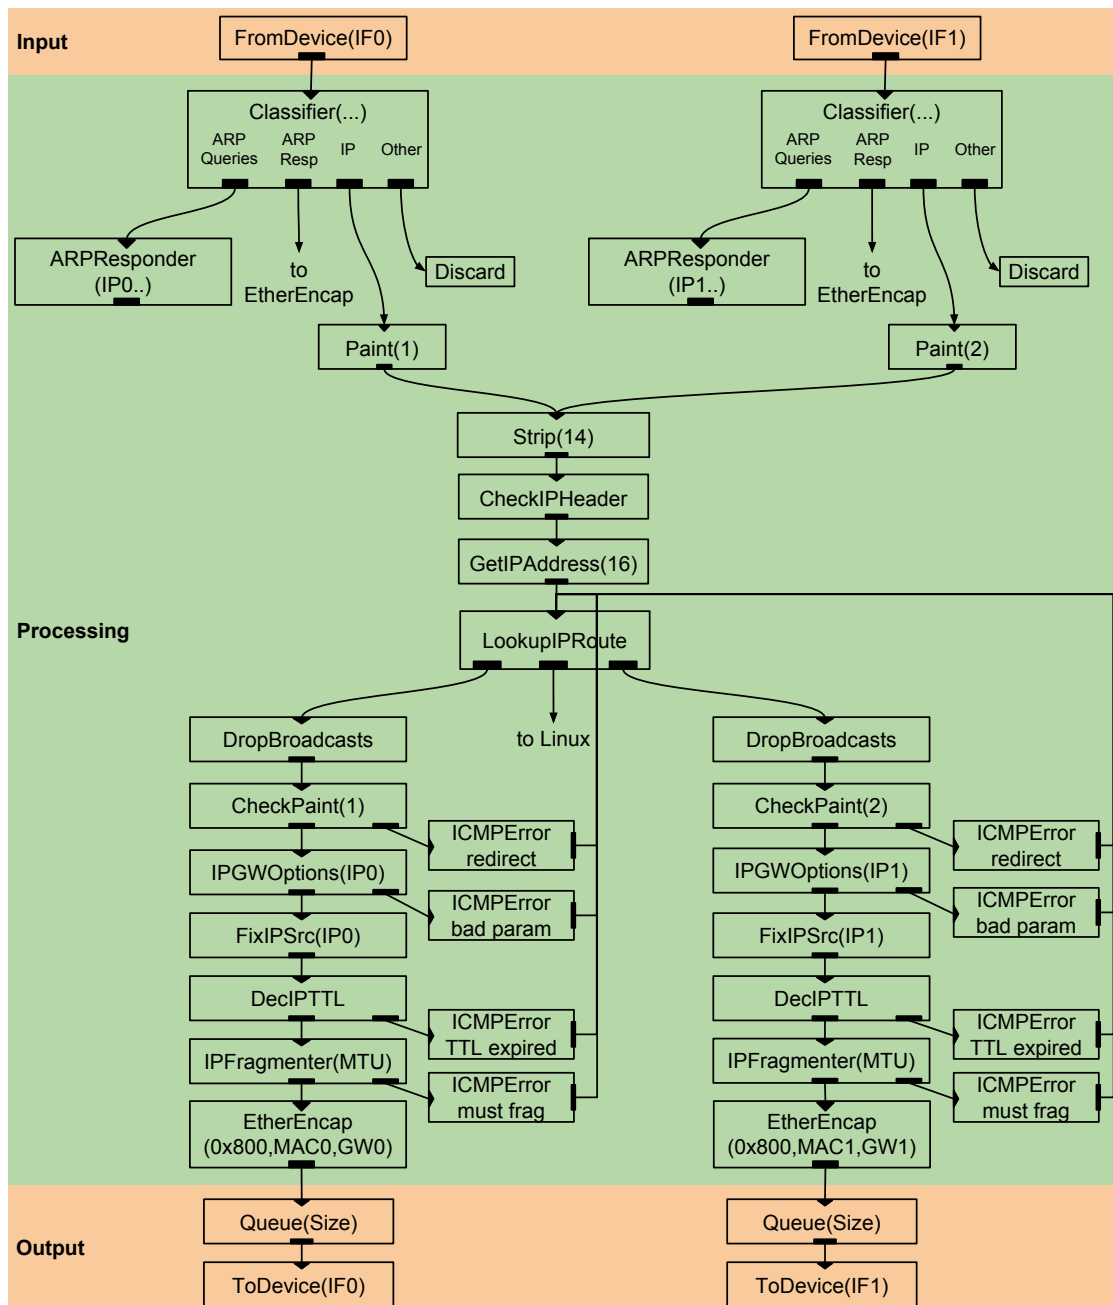 Input
FromDevice(IF0)
FromDevice(IF1)
Classifier(...)
ARP
Queries
ARP
Resp
IP
Other
Classifier(...)
ARP
Queries
ARP
Resp
IP
Other
ARPResponder
(IP0..)
to
EtherEncap
Discard
ARPResponder
(IP1..)
to
EtherEncap
Discard
Paint(1)
Paint(2)
Strip(14)
CheckIPHeader
GetIPAddress(16)
Processing
LookupIPRoute
DropBroadcasts
to Linux
DropBroadcasts
CheckPaint(1)
ICMPError
redirect
CheckPaint(2)
ICMPError
redirect
IPGWOptions(IP0)
ICMPError
bad param
IPGWOptions(IP1)
ICMPError
bad param
FixIPSrc(IP0)
FixIPSrc(IP1)
DecIPTTL
ICMPError
TTL expired
DecIPTTL
ICMPError
TTL expired
IPFragmenter(MTU)
ICMPError
must frag
IPFragmenter(MTU)
ICMPError
must frag
EtherEncap
(0x800,MAC0,GW0)
EtherEncap
(0x800,MAC1,GW1)
Queue(Size)
Queue(Size)
Output
ToDevice(IF0)
ToDevice(IF1)